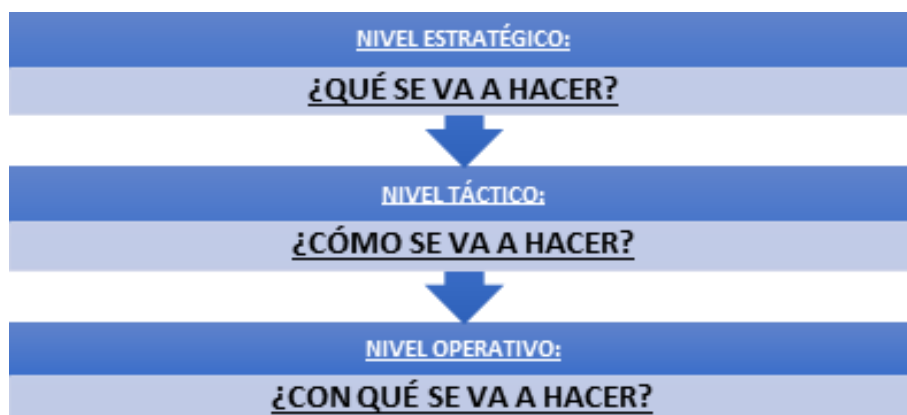 NIVEL ESTRATÉGICO:
¿QUÉ SE VA A HACER?
NIVEL TÁCTICO:
¿CÓMO SE VA A HACER?
NIVEL OPERATIVO:
¿CON QUÉ SE VA A HACER?